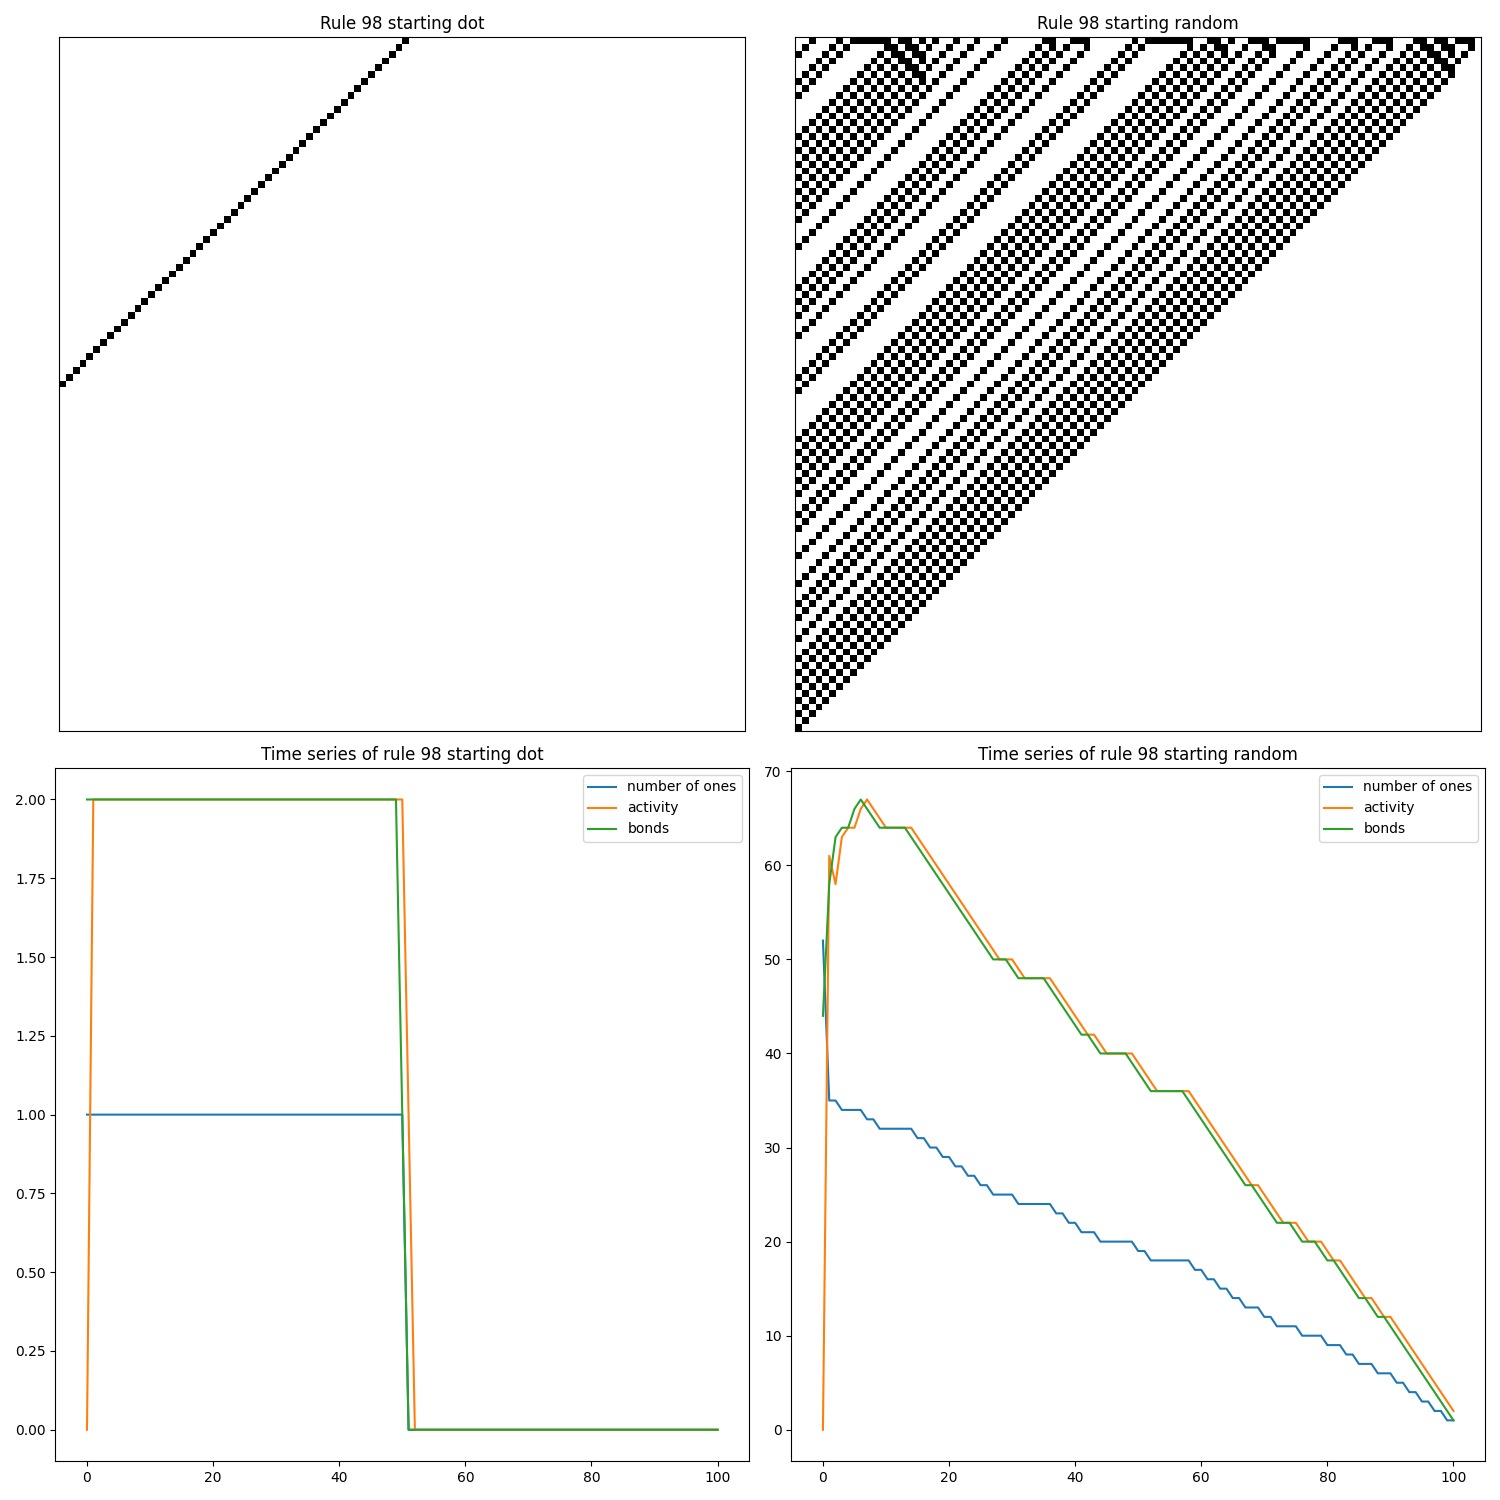 Rule 98 starting dot
Rule 98 starting random
Time series of rule 98 starting dot
number of ones
activity
bonds
2.00
1.75
1.50
1.25
1.00
0.75
0.50
0.25
0.00
0 20 40 60 80 100
Time series of rule 98 starting random
number of ones
activity
bonds
70
60
50
40
30
20
10
0
0 20 40 60 80 100